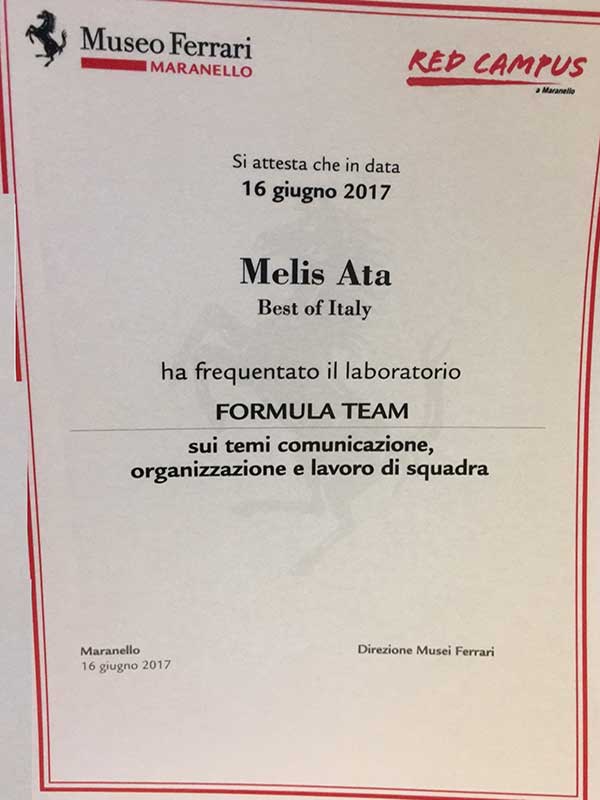 Museo Ferrari
MARANELLO
RED CAMPUS
a Maranello
Si attesta che in data
16 giugno 2017
Melis Ata
Best of Italy
ha frequentato il laboratorio
FORMULA TEAM
sui temi comunicazione,
organizzazione e lavoro di squadra
Maranello
16 giugno 2017
Direzione Musei Ferrari